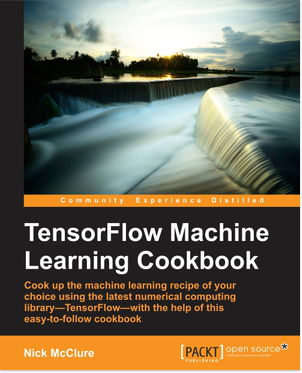 Community Experience Distilled
TensorFlow Machine
Learning Cookbook
Cook up the machine learning recipe of your
choice using the latest numerical computing
library—TensorFlow—with the help of this
easy-to-follow cookbook
Nick McClure
[PACKT] open source*
PUBLISHING